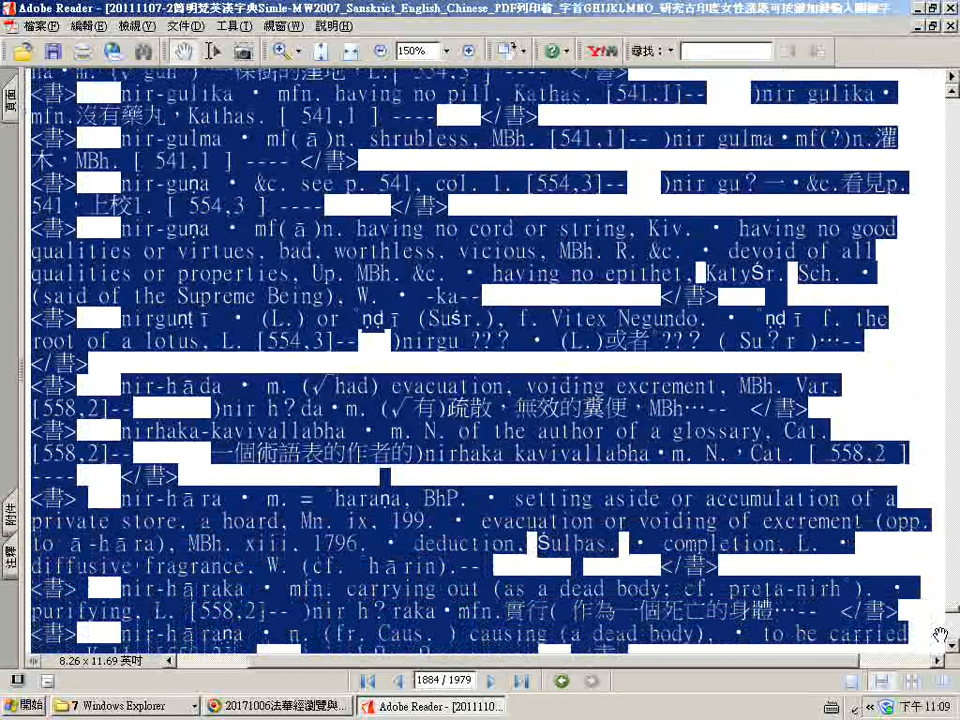 Adobe Reader - [20111107-2簡明梵英漢字典Simle-MW2007_Sanskrict_English_Chinese_PDF列印檔_字首GHIJKLMNO_研究古印度女性議題可按
檔案(F) 編輯(E) 檢視(V) 文件(D) 工具(T) 視窗(W) 說明(H)
150% 尋找：
<書> nir-gulika • mfn. having no pill, Kathas. [541,1]-- )nir gulika•
mfn.沒有藥丸，Kathas. [ 541,1 ] ---- </書>
<書> nir-gulma • mf(ā)n. shrubless, MBh. [541,1]-- )nir gulma•mf(?)n.灌
木，MBh. [ 541,1 ] ---- </書>
<書> nir-guṇa • &c. see p. 541, col. 1. [554,3]-- )nir gu？一•&c.看見p.
541，上校1. [ 554,3 ] ---- </書>
<書> nir-guṇa • mf(ā)n. having no cord or string, Kiv. • having no good
qualities or virtues, bad, worthless, vicious, MBh. R. &c. • devoid of all
qualities or properties, Up. MBh. &c. • having no epithet, KatyŚr. Sch. •
(said of the Supreme Being), W. • -ka-- </書>
<書> nirguṇṭī • (L.) or °ṇḍī (Suśr.), f. Vitex Negundo. • °ṇḍī f. the
root of a lotus, L. [554,3]-- )nirgu ??？ • (L.)或者°??？ ( Su？r )…--
</書>
<書> nir-hāda • m. (√had) evacuation, voiding excrement, MBh. Var.
[558,2]-- )nir h？da•m. (√有)疏散，無效的糞便，MBh…-- </書>
<書> nirhaka-kavivallabha • m. N. of the author of a glossary, Cat.
[558,2]-- 一個術語表的作者的)nirhaka kavivallabha•m. N.，Cat. [ 558,2 ]
---- </書>
<書> nir-hāra • m. = °haraṇa, BhP. • setting aside or accumulation of a
private store, a hoard, Mn. ix, 199. • evacuation or voiding of excrement (opp.
to ā-hāra), MBh. xiii, 1796. • deduction, Śulbas. • completion, L. •
diffusive fragrance, W. (cf. hārin).-- </書>
<書> nir-hāraka • mfn. carrying out (as a dead body; cf. preta-nirh°). •
purifying, L. [558,2]-- )nir h？raka•mfn.實行( 作為一個死亡的身體…-- </書>
<書> nir-hāraṇa • n. (fr. Caus. ) causing (a dead body), • to be carried
頁面
附件
注釋
8.26 x 11.69 英吋
1884 / 1979
開始 7 Windows Explorer 20171006法華經瀏覽與... Adobe Reader - [2011110... 下午 11:09